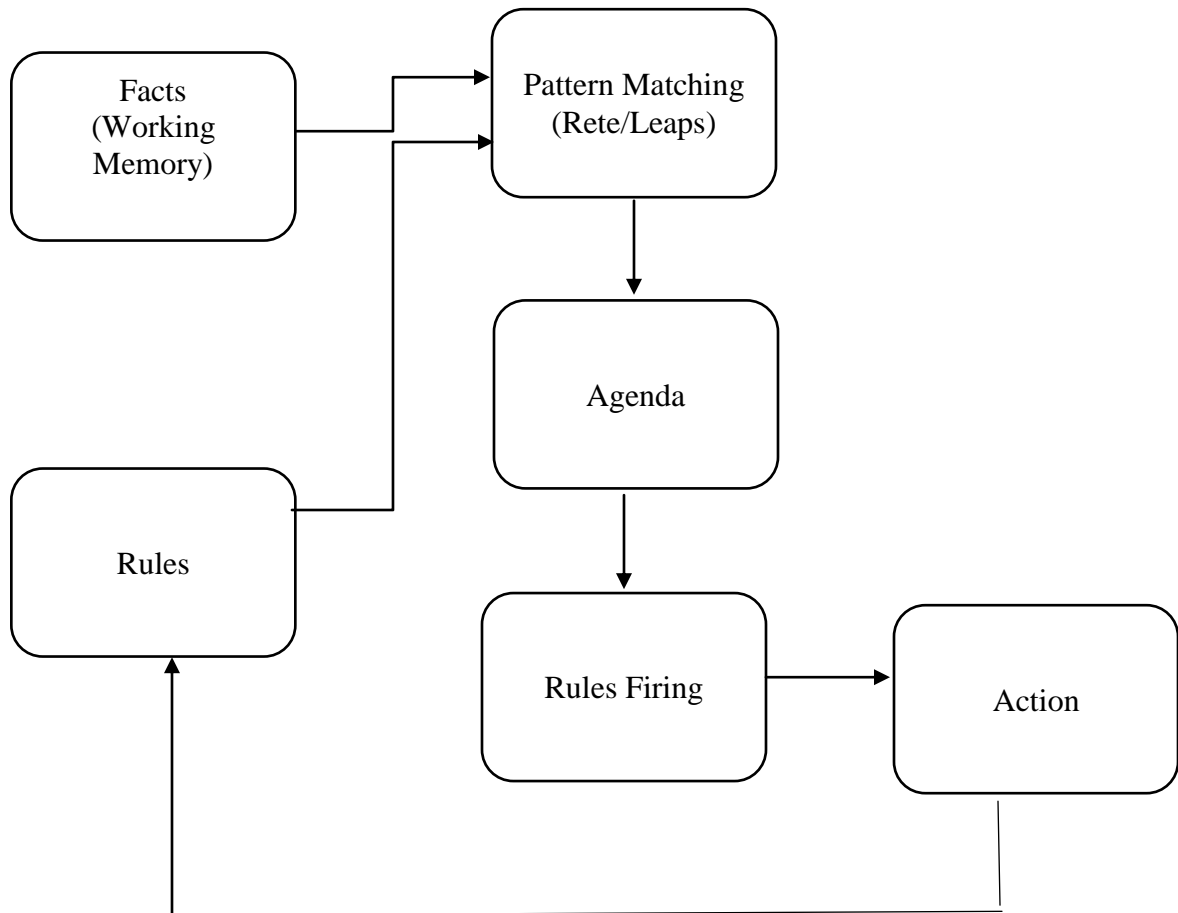 Facts
(Working
Memory)
Pattern Matching
(Rete/Leaps)
Agenda
Rules
Rules Firing
Action